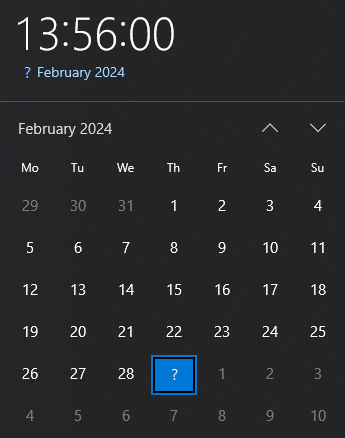 13:56:00
? February 2024
February 2024
Mo Tu We Th Fr Sa Su
29 30 31 1 2 3 4
5 6 7 8 9 10 11
12 13 14 15 16 17 18
19 20 21 22 23 24 25
26 27 28 ? 1 2 3
4 5 6 7 8 9 10